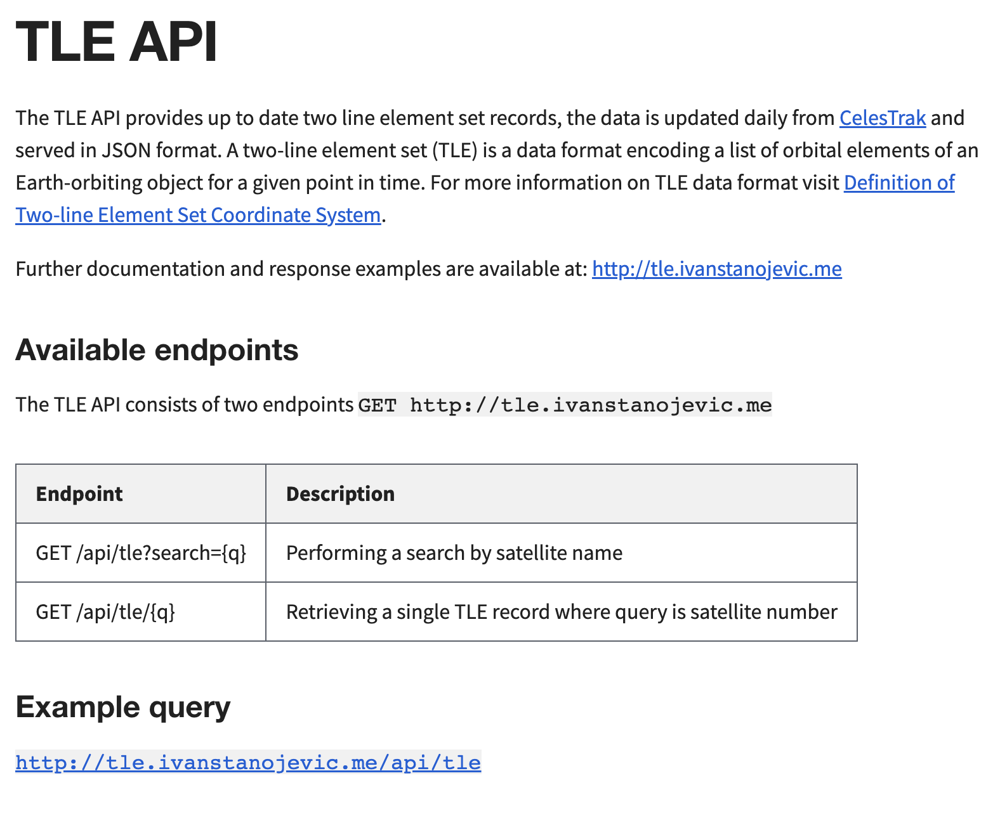 TLE API
The TLE API provides up to date two line element set records, the data is updated daily from CelesTrak and
served in JSON format. A two-line element set (TLE) is a data format encoding a list of orbital elements of an
Earth-orbiting object for a given point in time. For more information on TLE data format visit Definition of
Two-line Element Set Coordinate System.
Further documentation and response examples are available at: http://tle.ivanstanojevic.me
Available endpoints
The TLE API consists of two endpoints GET http://tle.ivanstanojevic.me
Endpoint Description
GET /api/tle?search={q} Performing a search by satellite name
GET /api/tle/{q} Retrieving a single TLE record where query is satellite number
Example query
http://tle.ivanstanojevic.me/api/tle